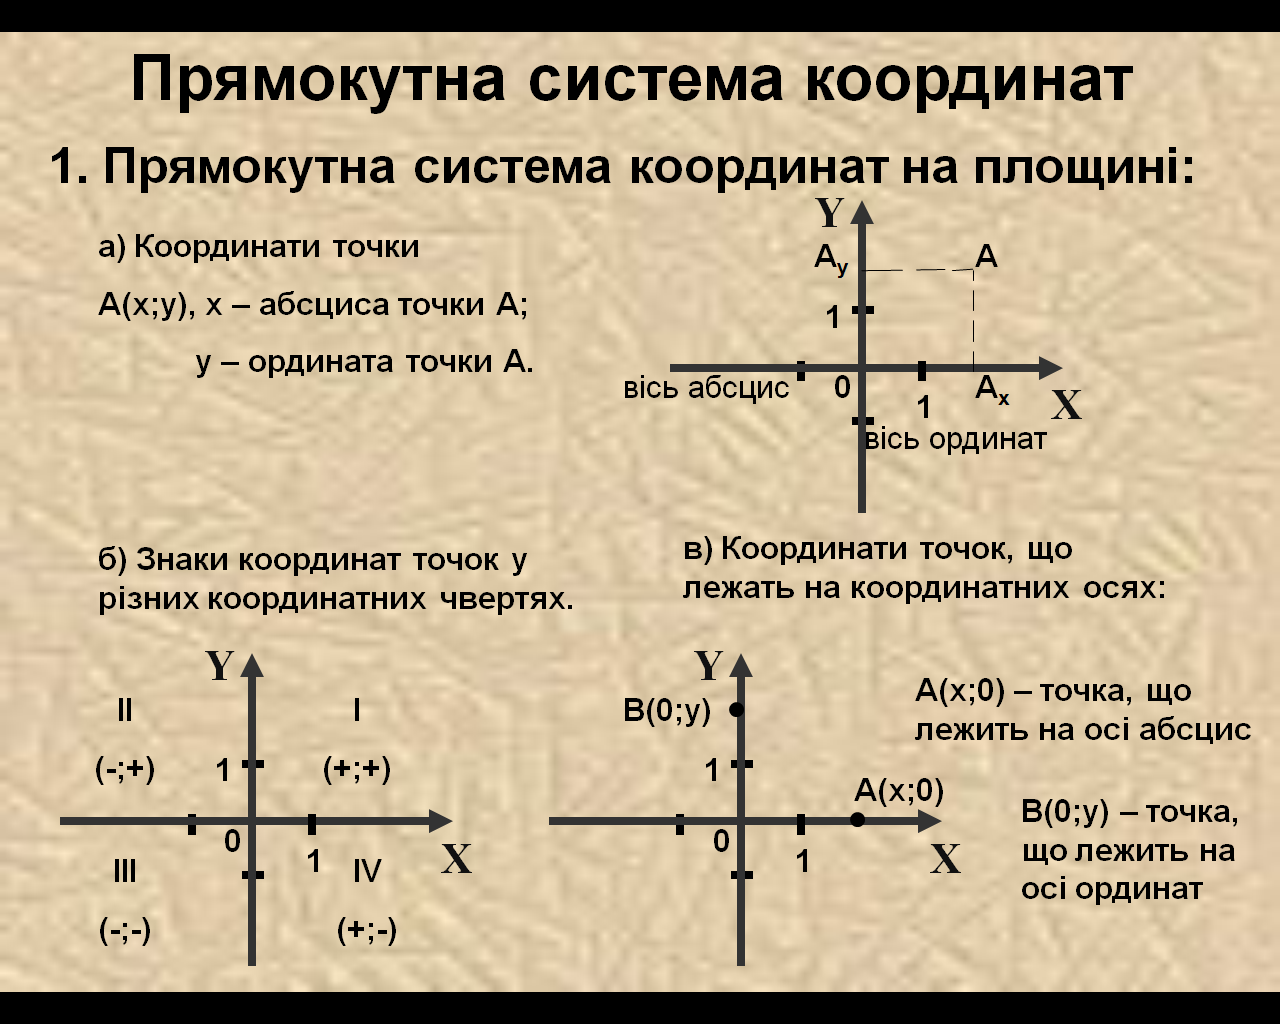 Прямокутна система координат
1. Прямокутна система координат на площині:
а) Координати точки
А(х;у), х – абсциса точки А;
у – ордината точки А.
Y
Aу
А
1
вісь абсцис
0
1
Aх
X
вісь ординат
б) Знаки координат точок у
різних координатних чвертях.
Y
II
I
(-;+)
1
(+;+)
0
1
X
III
IV
(-;-)
(+;-)
в) Координати точок, що
лежать на координатних осях:
Y
В(0;у)
1
А(х;0)
0
1
X
А(х;0) – точка, що
лежить на осі абсцис
В(0;у) – точка,
що лежить на
осі ординат